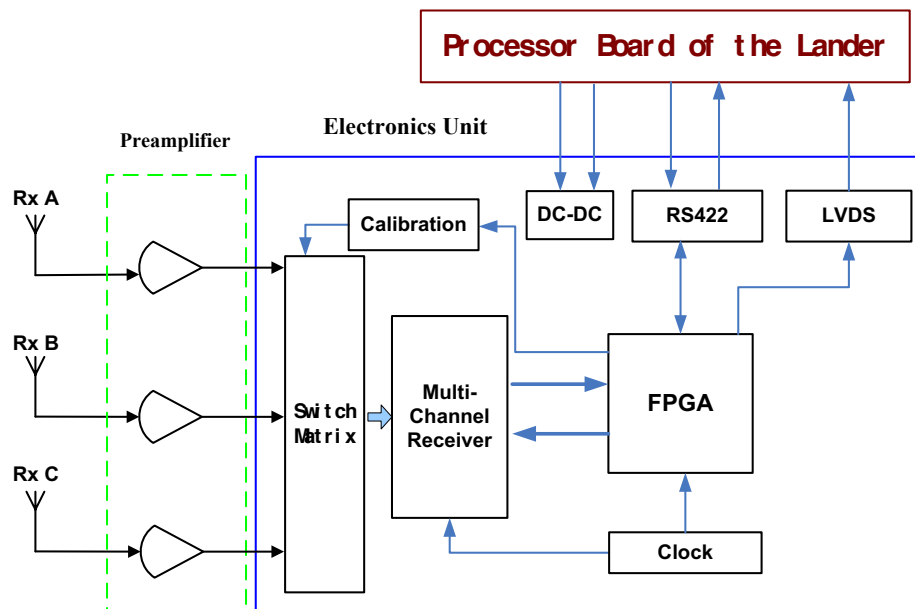 Processor Board of the Lander
Electronics Unit
Preamplifier
Rx A
Calibration
DC-DC
RS422
LVDS
Rx B
Switch
Matrix
Multi-
Channel
Receiver
FPGA
Rx C
Clock